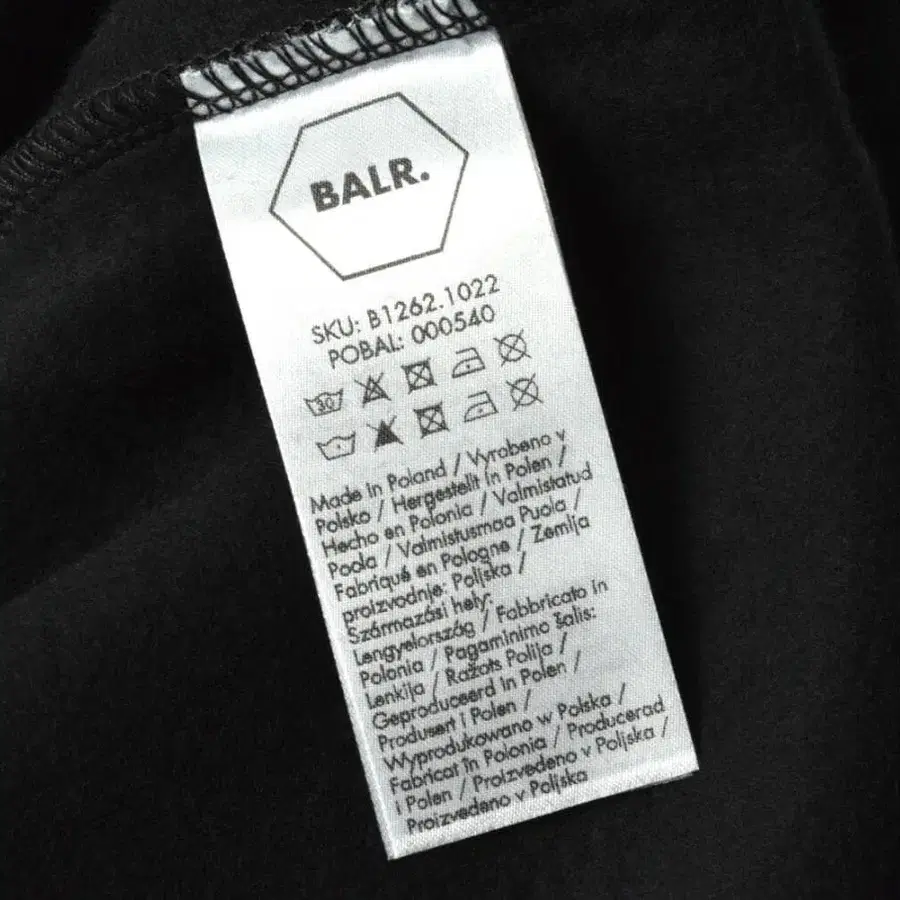 BALR.
SKU: B1262.1022
POBAL: 000540
30
Made in Poland / Vyrobeno v
Polsko / Hergestellt in Polen /
Hecho en Polonia / Valmistatud
Poola / Valmistusmaa Puola /
Fabriqué en Pologne / Zemlja
proizvodnje: Poljska /
Származási hely:
Lengyelország / Fabbricato in
Polonia / Pagaminimo šalis:
Lenkija / Ražots Polija /
Geproduceerd in Polen /
Produsert i Polen /
Wyprodukowano w Polska /
Fabricat în Polonia / Producerad
i Polen / Proizvedeno v Poljska /
Proizvedeno v Poljska